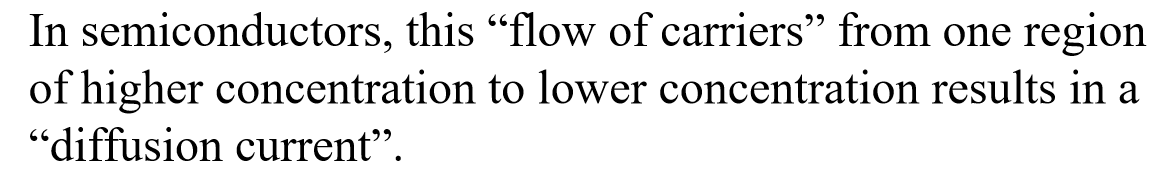 In semiconductors, this “flow of carriers” from one region
of higher concentration to lower concentration results in a
“diffusion current”.